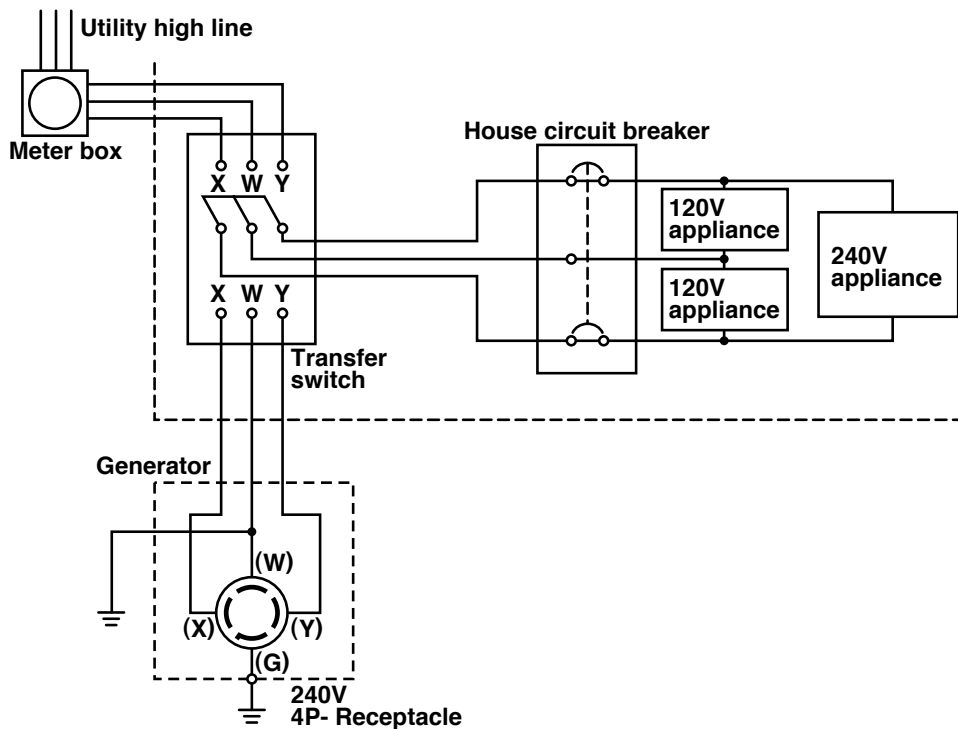 Utility high line
Meter box
X W Y
X W Y
Transfer
switch
House circuit breaker
120V
appliance
120V
appliance
240V
appliance
Generator
(W)
(X)
(Y)
(G)
240V
4P- Receptacle